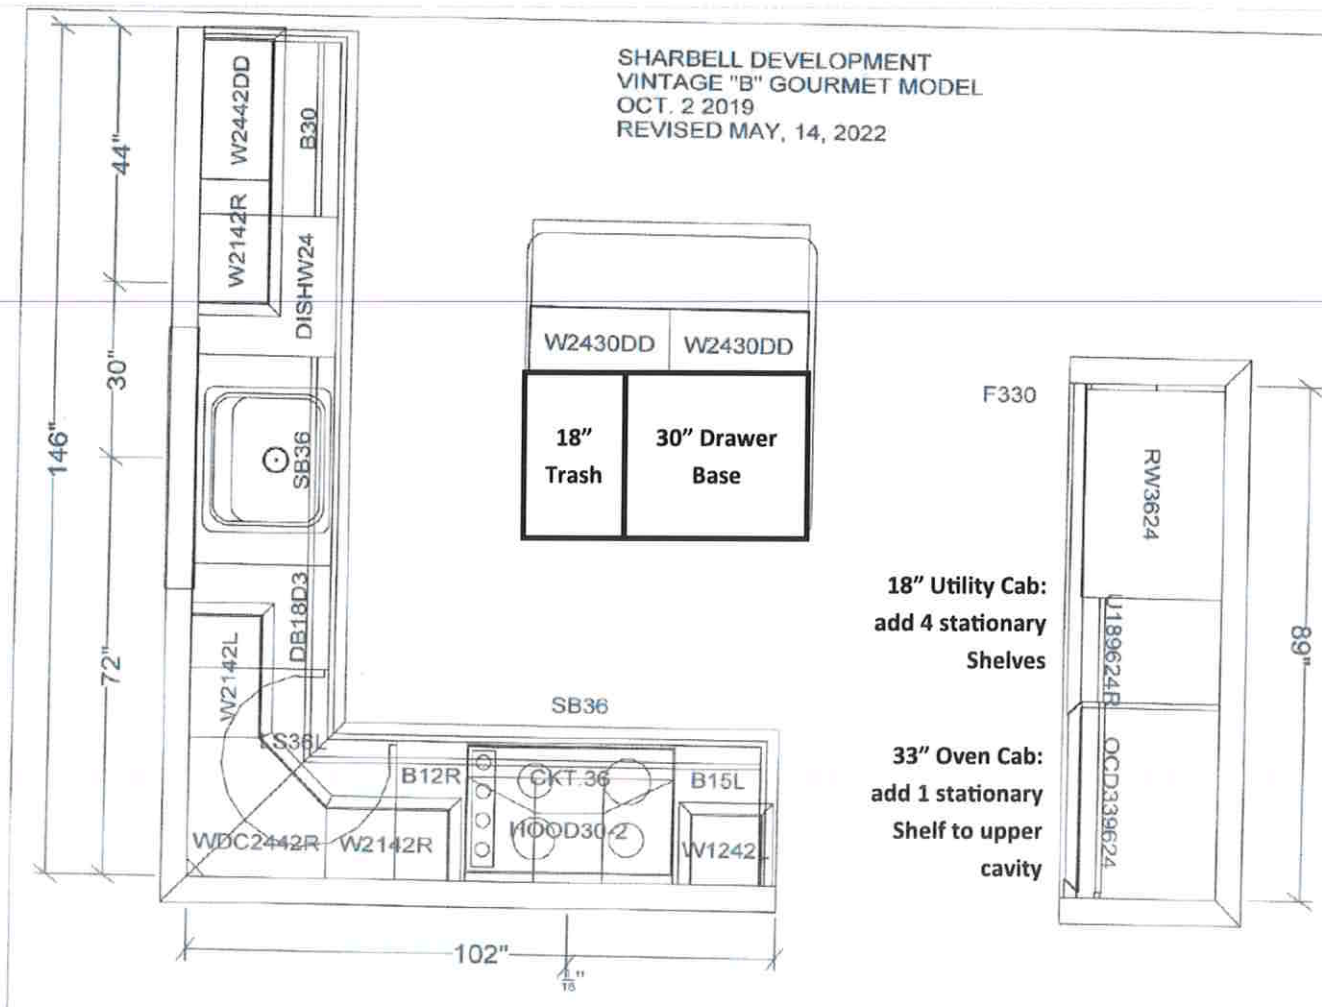 SHARBELL DEVELOPMENT
VINTAGE "B" GOURMET MODEL
OCT. 2 2019
REVISED MAY, 14, 2022
44"
30"
146"
72"
W2442DD
B30
W2142R
DISHW24
SB36
DB18D3
W2142L
LS36L
WDC2442R
W2142R
B12R
SB36
CKT.36
HOOD30-2
B15L
W1242L
102"
1/16"
W2430DD
W2430DD
18” Trash
30” Drawer Base
F330
RW3624
U189624R
OCD339624
89"
18” Utility Cab:
add 4 stationary
Shelves
33” Oven Cab:
add 1 stationary
Shelf to upper
cavity